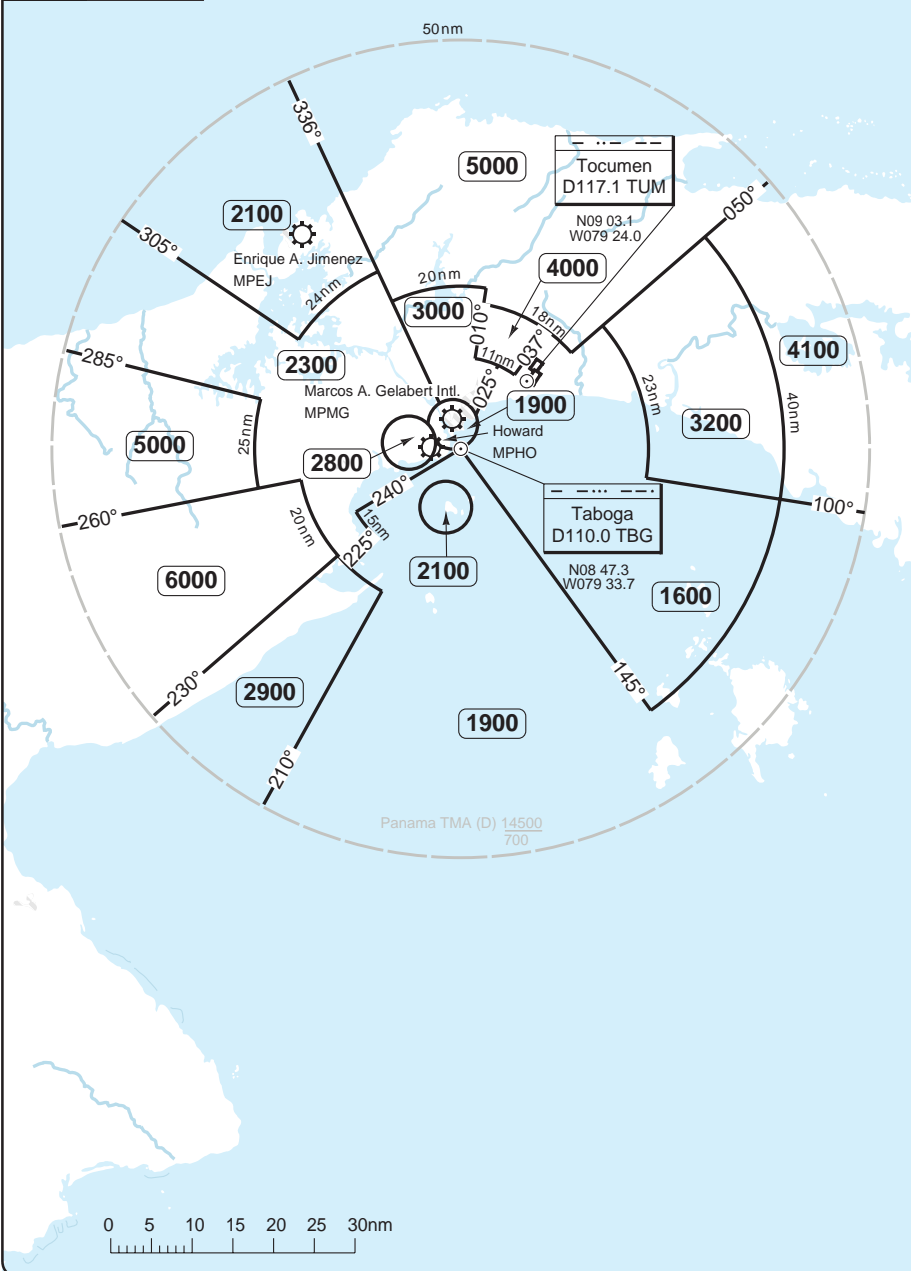 50nm
336°
5000
Tocumen
D117.1 TUM
N09 03.1
W079 24.0
050°
2100
305°
Enrique A. Jimenez
MPEJ
24nm
20nm
4000
3000
010°
18nm
11nm
037°
025°
4100
285°
2300
Marcos A. Gelabert Intl.
MPMG
1900
23nm
3200
40nm
5000
25nm
Howard
MPHO
2800
240°
Taboga
D110.0 TBG
N08 47.3
W079 33.7
100°
260°
20nm
15nm
225°
2100
6000
1600
230°
2900
145°
1900
210°
Panama TMA (D) 14500
700
0 5 10 15 20 25 30nm